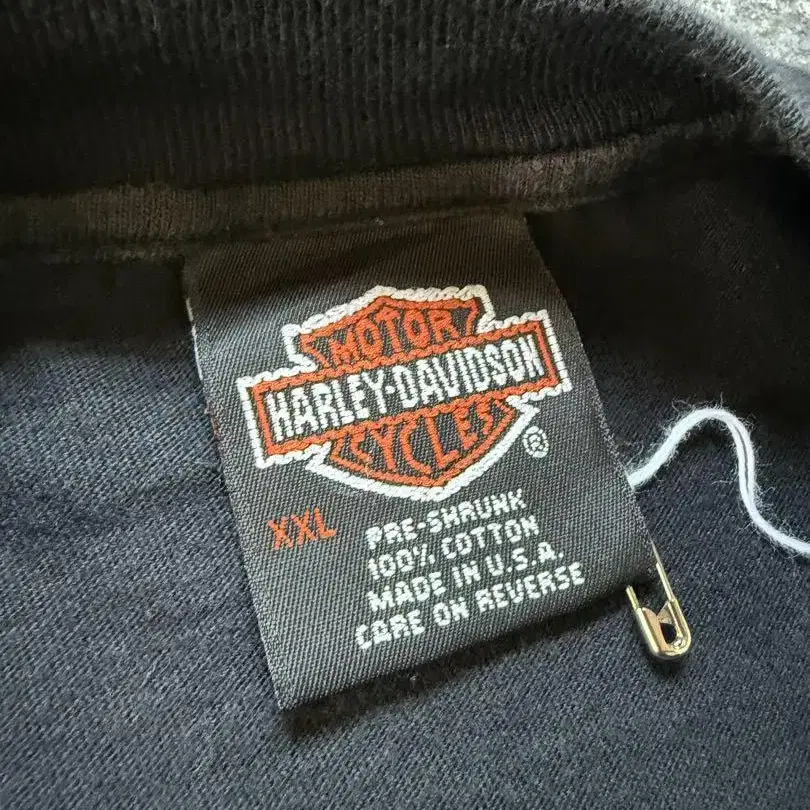 MOTOR
HARLEY-DAVIDSON
CYCLES
®
XXL
PRE-SHRUNK
100% COTTON
MADE IN U.S.A.
CARE ON REVERSE